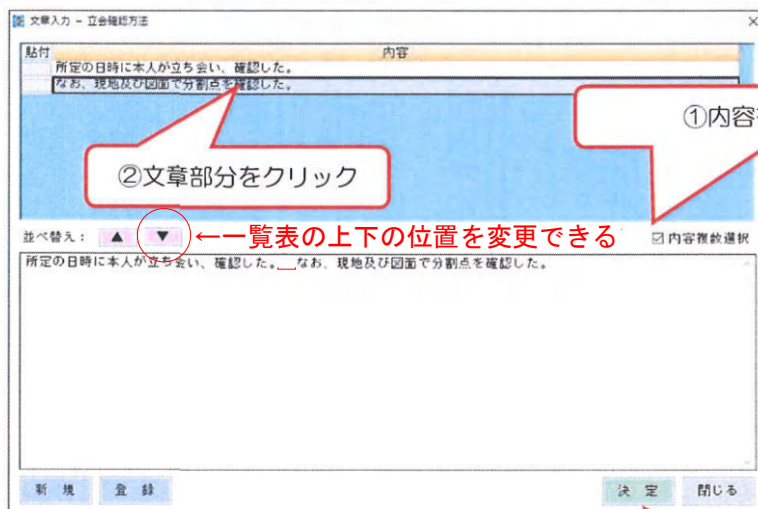 文章入力 - 立会確認方法
貼付 内容
所定の日時に本人が立ち会い、確認した。
なお、現地及び図面で分割点を確認した。
①内容
②文章部分をクリック
並べ替え： ▲ ▼ ←一覧表の上下の位置を変更できる ☑内容複数選択
所定の日時に本人が立ち会い、確認した。 なお、現地及び図面で分割点を確認した。
新 規 登 録 決 定 閉じる